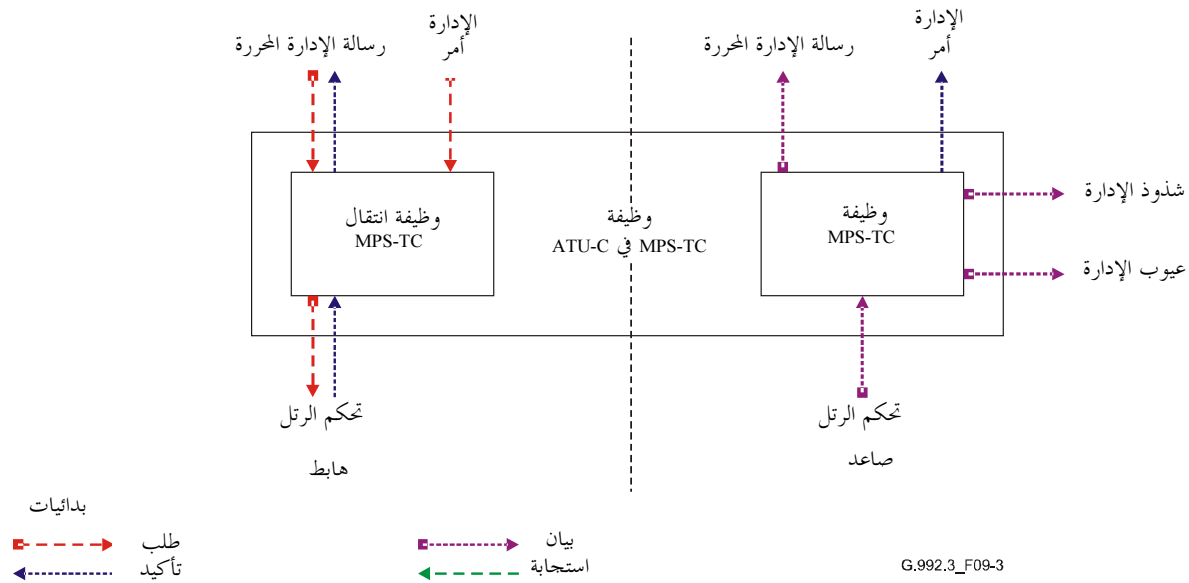 الإدارة
أمر
رسالة الإدارة المحررة
الإدارة
أمر
رسالة الإدارة المحررة
شذوذ الإدارة
عيوب الإدارة
وظيفة
MPS-TC
وظيفة
MPS-TC في ATU-C
وظيفة انتقال
MPS-TC
تحكم الرتل
صاعد
تحكم الرتل
هابط
بدائيات
طلب
تأكيد
بيان
استجابة
G.992.3_F09-3